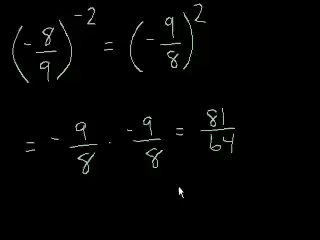 (-8/9)^-2 = (-9/8)^2
= -9/8 · -9/8 = 81/64